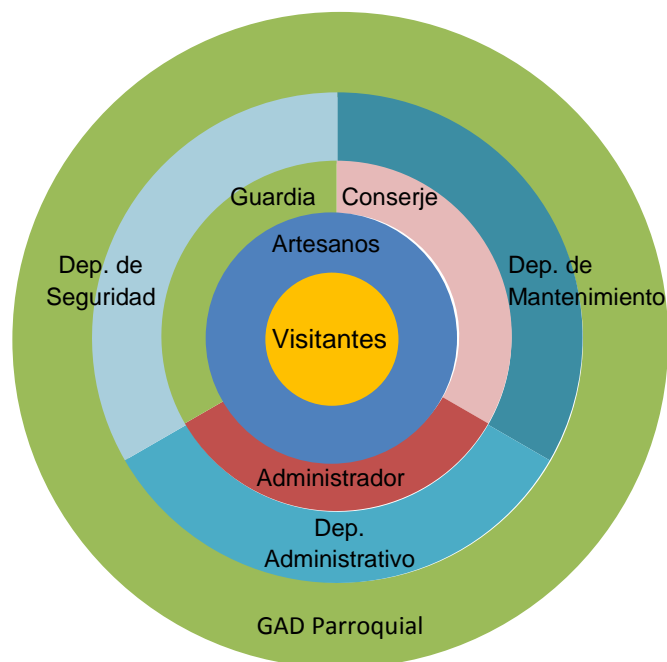 Guardia
Conserje
Artesanos
Dep. de
Seguridad
Dep. de
Mantenimiento
Visitantes
Administrador
Dep.
Administrativo
GAD Parroquial